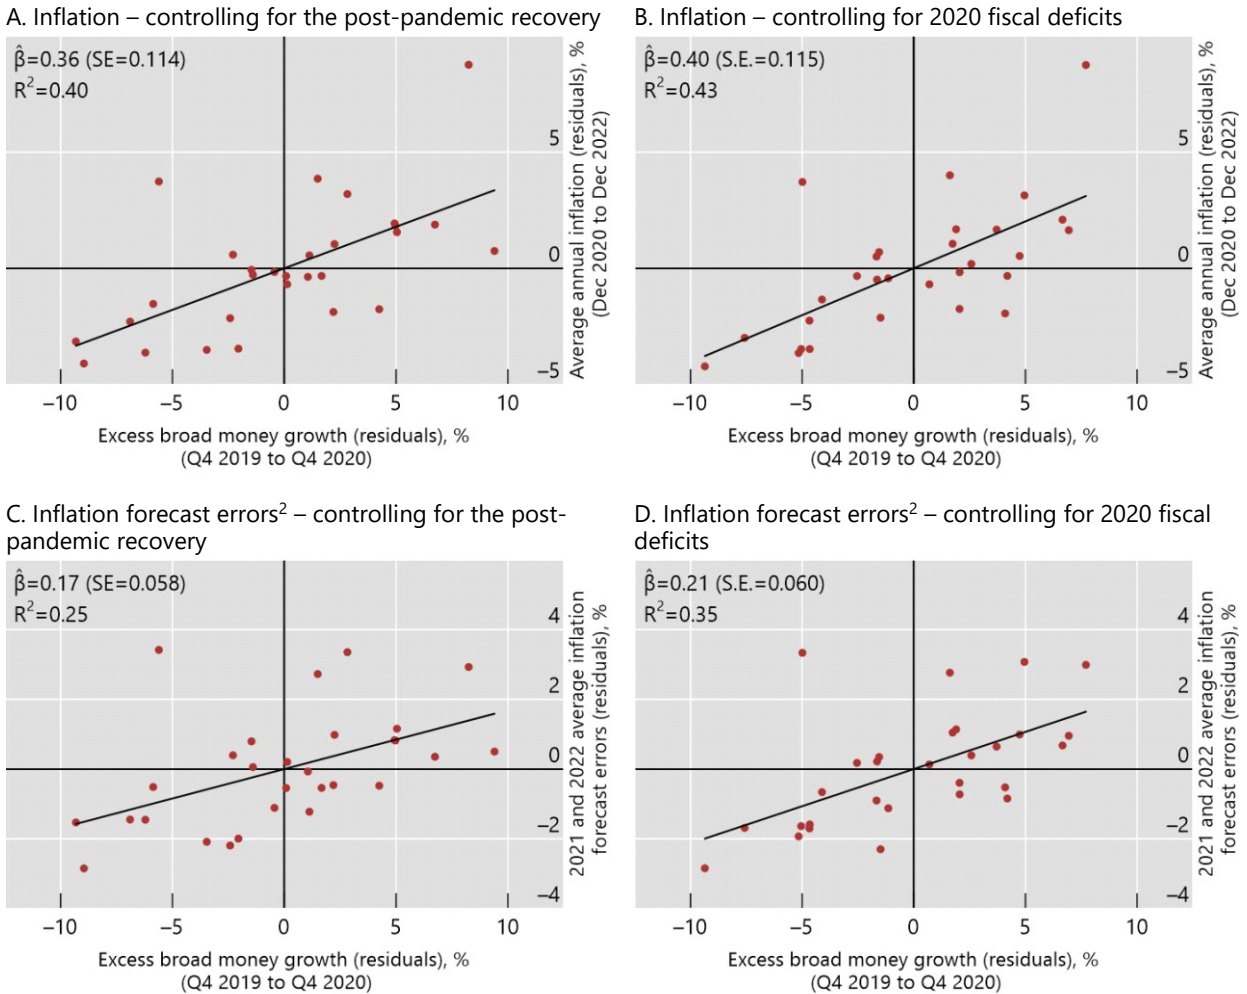 A. Inflation – controlling for the post-pandemic recovery
β̂=0.36 (SE=0.114)
R²=0.40
5
0
–5
–10
–5
0
5
10
Average annual inflation (residuals), %
(Dec 2020 to Dec 2022)
Excess broad money growth (residuals), %
(Q4 2019 to Q4 2020)
B. Inflation – controlling for 2020 fiscal deficits
β̂=0.40 (S.E.=0.115)
R²=0.43
5
0
–5
–10
–5
0
5
10
Average annual inflation (residuals), %
(Dec 2020 to Dec 2022)
Excess broad money growth (residuals), %
(Q4 2019 to Q4 2020)
C. Inflation forecast errors² – controlling for the post-
pandemic recovery
β̂=0.17 (SE=0.058)
R²=0.25
4
2
0
–2
–4
–10
–5
0
5
10
2021 and 2022 average inflation
forecast errors (residuals), %
Excess broad money growth (residuals), %
(Q4 2019 to Q4 2020)
D. Inflation forecast errors² – controlling for 2020 fiscal
deficits
β̂=0.21 (S.E.=0.060)
R²=0.35
4
2
0
–2
–4
–10
–5
0
5
10
2021 and 2022 average inflation
forecast errors (residuals), %
Excess broad money growth (residuals), %
(Q4 2019 to Q4 2020)